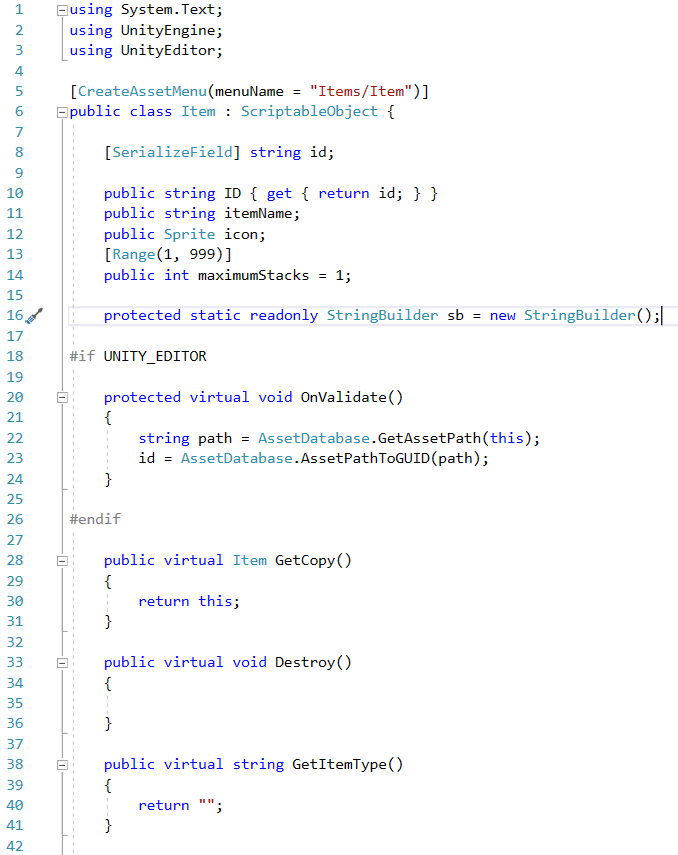 1 using System.Text;
2 using UnityEngine;
3 using UnityEditor;
4
5 [CreateAssetMenu(menuName = "Items/Item")]
6 public class Item : ScriptableObject {
7
8 [SerializeField] string id;
9
10 public string ID { get { return id; } }
11 public string itemName;
12 public Sprite icon;
13 [Range(1, 999)]
14 public int maximumStacks = 1;
15
16 protected static readonly StringBuilder sb = new StringBuilder();
17
18 #if UNITY_EDITOR
19
20 protected virtual void OnValidate()
21 {
22 string path = AssetDatabase.GetAssetPath(this);
23 id = AssetDatabase.AssetPathToGUID(path);
24 }
25
26 #endif
27
28 public virtual Item GetCopy()
29 {
30 return this;
31 }
32
33 public virtual void Destroy()
34 {
35
36 }
37
38 public virtual string GetItemType()
39 {
40 return "";
41 }
42